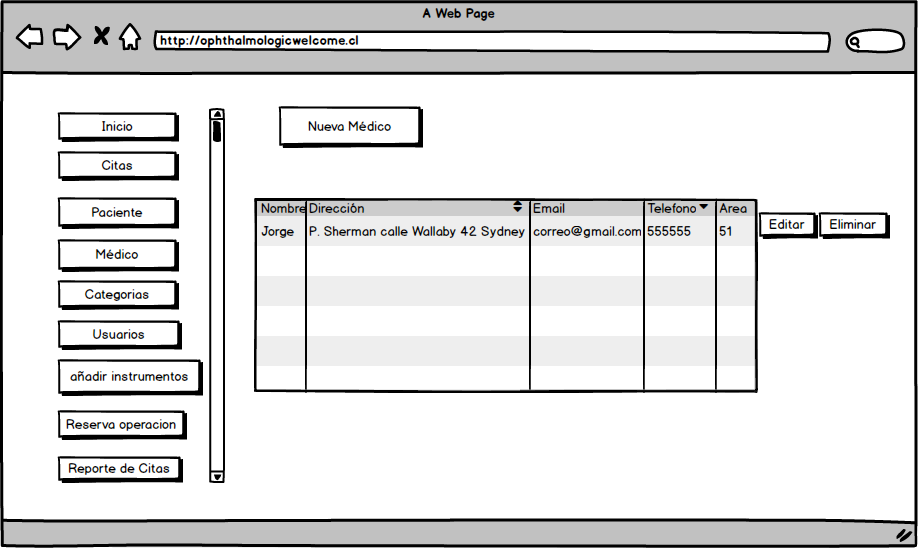 A Web Page
http://ophthalmologicwelcome.cl
Inicio
Citas
Paciente
Médico
Categorias
Usuarios
añadir instrumentos
Reserva operacion
Reporte de Citas
Nueva Médico
Nombre Dirección Email Telefono Area
Jorge P. Sherman calle Wallaby 42 Sydney correo@gmail.com 555555 51
Editar Eliminar